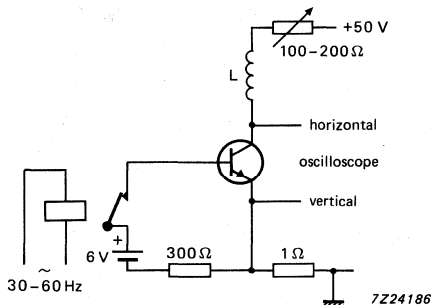 +50 V
100–200 Ω
L
horizontal
oscilloscope
vertical
+
6 V
300 Ω
1 Ω
~
30–60 Hz
7Z24186